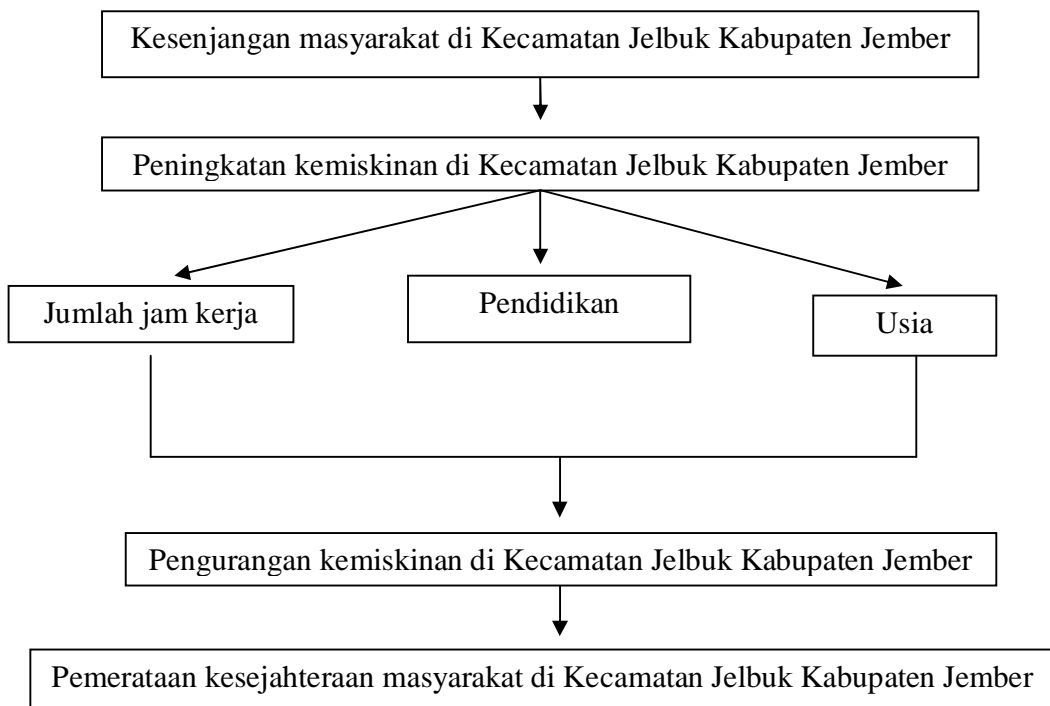 Kesenjangan masyarakat di Kecamatan Jelbuk Kabupaten Jember
Peningkatan kemiskinan di Kecamatan Jelbuk Kabupaten Jember
Jumlah jam kerja
Pendidikan
Usia
Pengurangan kemiskinan di Kecamatan Jelbuk Kabupaten Jember
Pemerataan kesejahteraan masyarakat di Kecamatan Jelbuk Kabupaten Jember